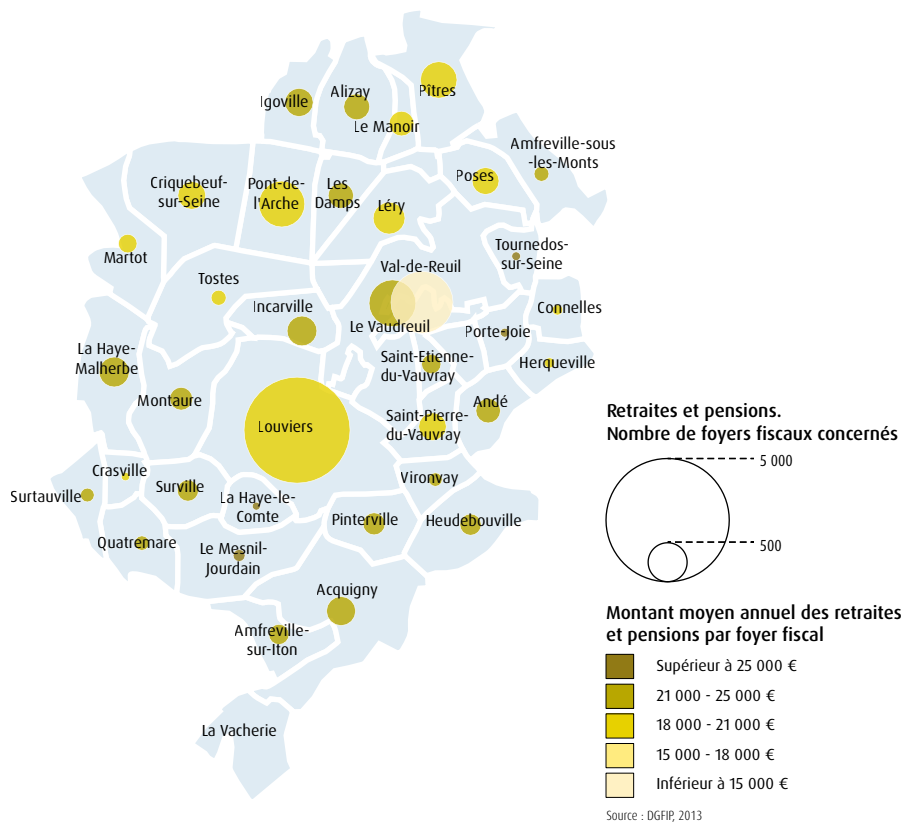 Pîtres
Alizay
Igoville
Le Manoir
Amfreville-sous
-les-Monts
Criquebeuf-
sur-Seine
Pont-de-
l'Arche
Les
Damps
Poses
Léry
Martot
Tournedos-
sur-Seine
Val-de-Reuil
Tostes
Incarville
Le Vaudreuil
Connelles
Porte-Joie
La Haye-
Malherbe
Saint-Etienne-
du-Vauvray
Herqueville
Montaure
Andé
Louviers
Saint-Pierre-
du-Vauvray
Crasville
Surtauville
Surville
La Haye-le-
Comte
Vironvay
Pinterville
Heudebouville
Quatremare
Le Mesnil-
Jourdain
Acquigny
Amfreville-
sur-Iton
La Vacherie
Retraites et pensions.
Nombre de foyers fiscaux concernés
5 000
500
Montant moyen annuel des retraites
et pensions par foyer fiscal
Supérieur à 25 000 €
21 000 - 25 000 €
18 000 - 21 000 €
15 000 - 18 000 €
Inférieur à 15 000 €
Source : DGFIP, 2013